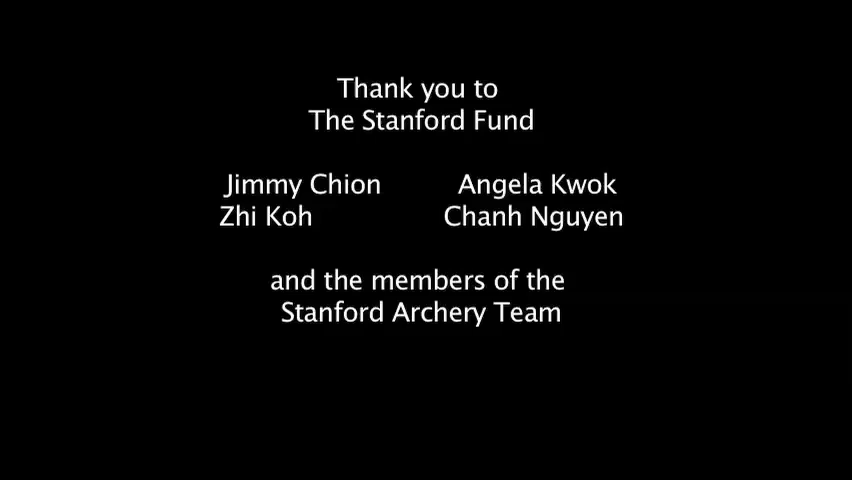 Thank you to
The Stanford Fund
Jimmy Chion Angela Kwok
Zhi Koh Chanh Nguyen
and the members of the
Stanford Archery Team